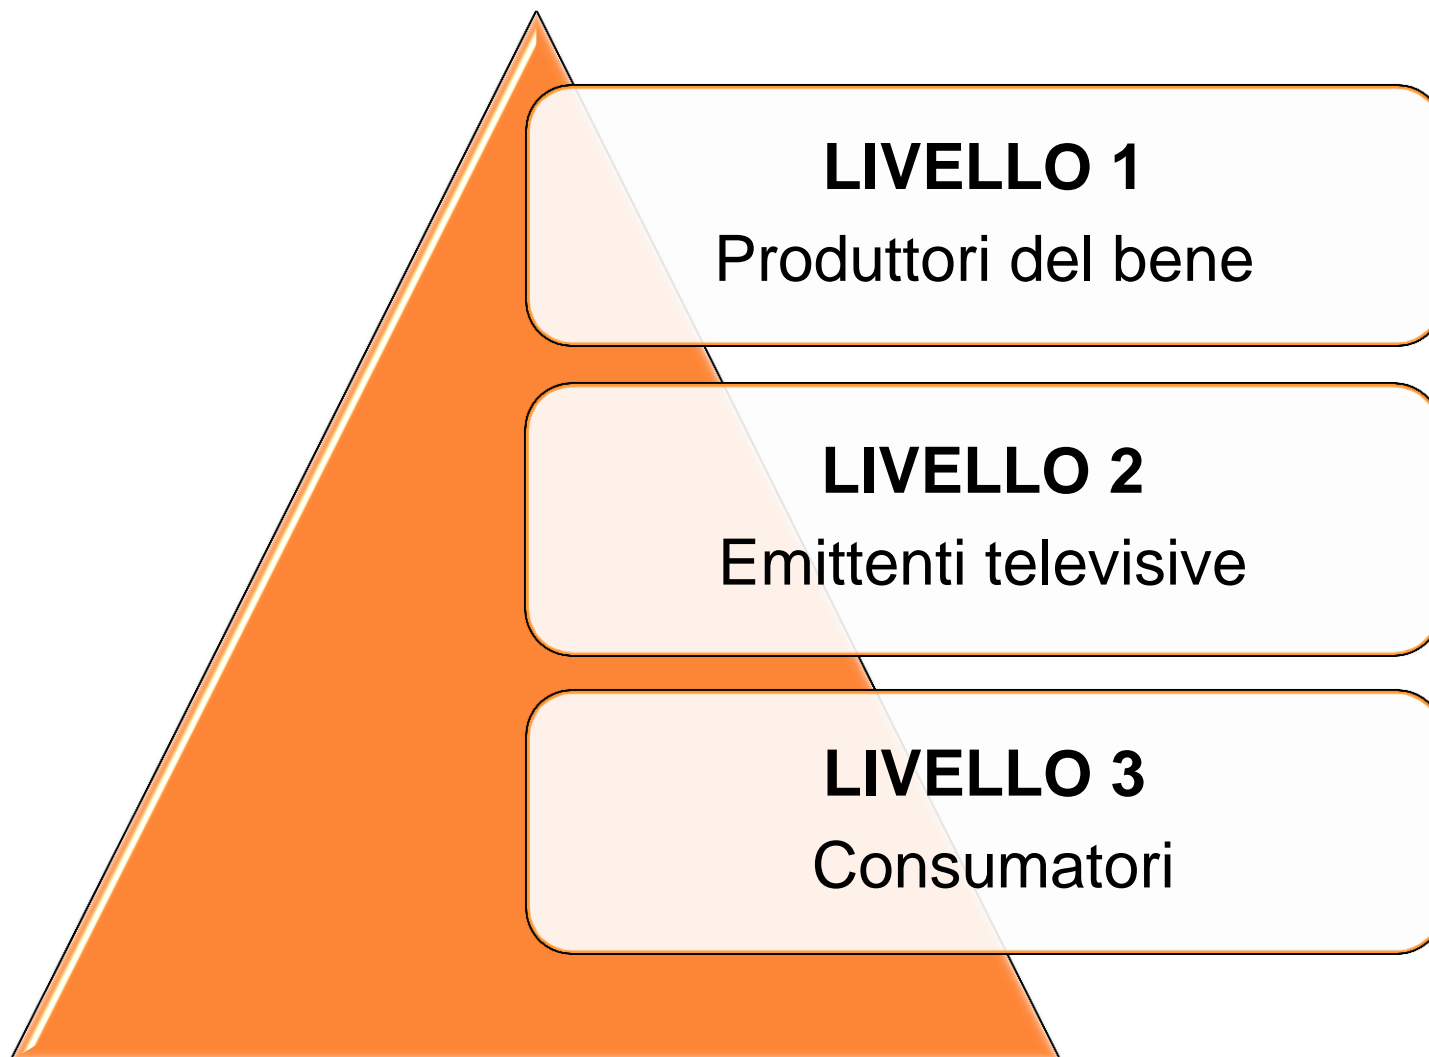 LIVELLO 1
Produttori del bene
LIVELLO 2
Emittenti televisive
LIVELLO 3
Consumatori